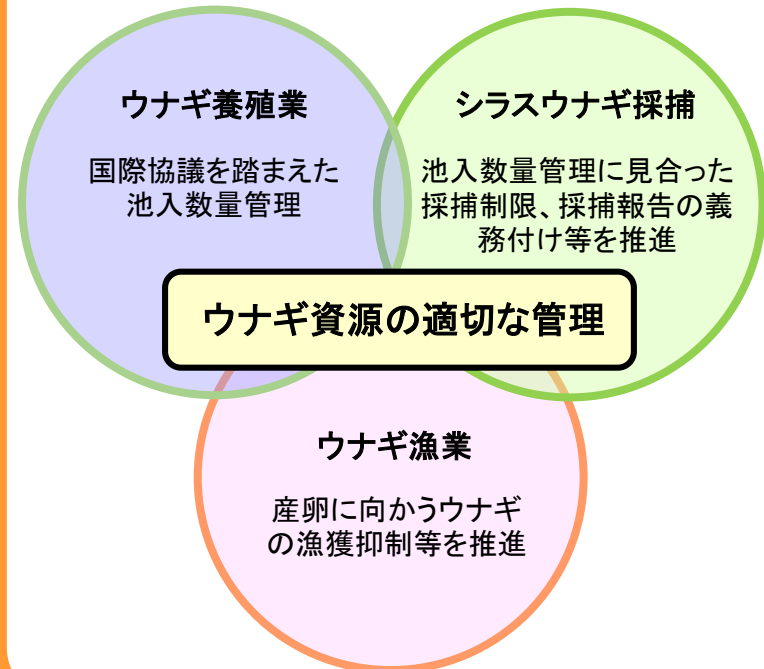 ウナギ養殖業
国際協議を踏まえた
池入数量管理
シラスウナギ採捕
池入数量管理に見合った
採捕制限、採捕報告の義
務付け等を推進
ウナギ資源の適切な管理
ウナギ漁業
産卵に向かうウナギ
の漁獲抑制等を推進